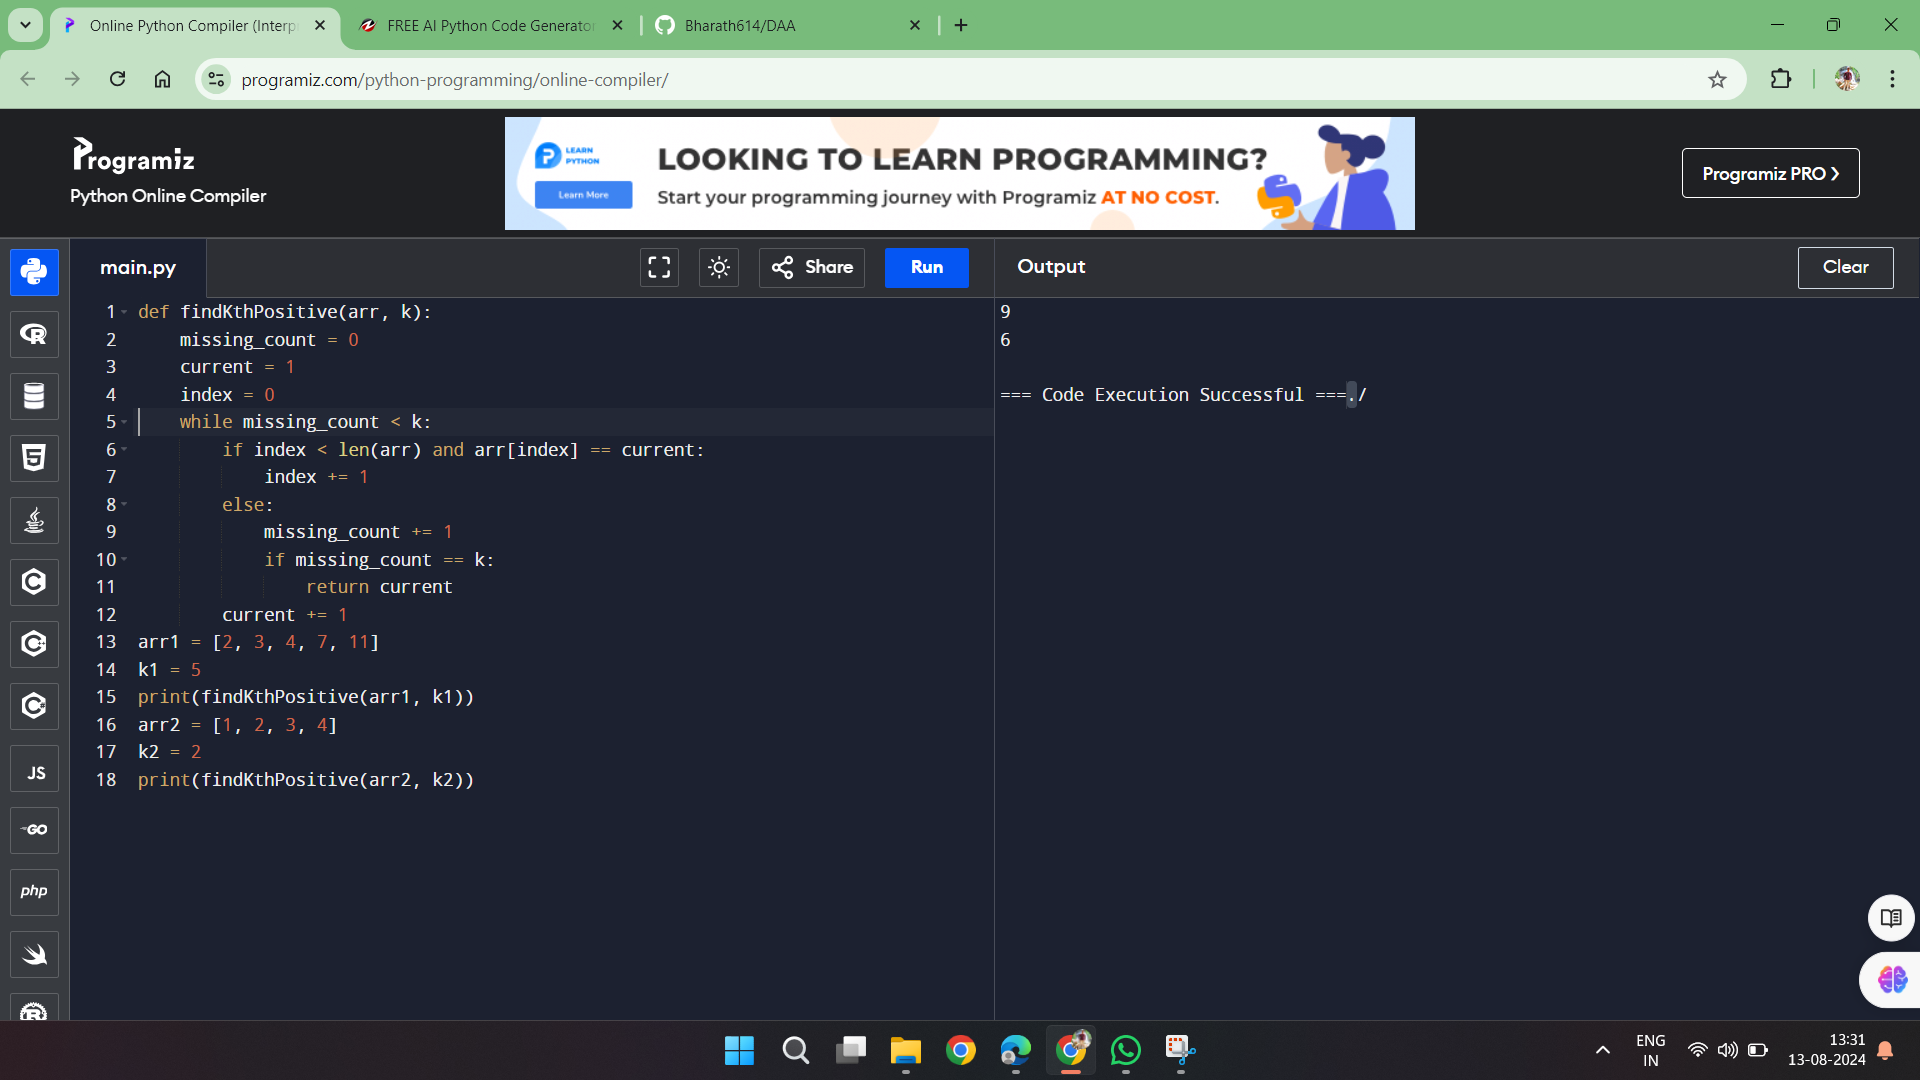 Online Python Compiler (Interp
FREE AI Python Code Generator
Bharath614/DAA
programiz.com/python-programming/online-compiler/
Programiz
Python Online Compiler
LEARN
PYTHON
Learn More
LOOKING TO LEARN PROGRAMMING?
Start your programming journey with Programiz AT NO COST.
Programiz PRO
main.py
Share
Run
Output
Clear
1 def findKthPositive(arr, k):
2     missing_count = 0
3     current = 1
4     index = 0
5     while missing_count < k:
6         if index < len(arr) and arr[index] == current:
7             index += 1
8         else:
9             missing_count += 1
10             if missing_count == k:
11                 return current
12         current += 1
13 arr1 = [2, 3, 4, 7, 11]
14 k1 = 5
15 print(findKthPositive(arr1, k1))
16 arr2 = [1, 2, 3, 4]
17 k2 = 2
18 print(findKthPositive(arr2, k2))
9
6
=== Code Execution Successful ===./
R
5
C
C++
C#
JS
GO
php
R
ENG
IN
13:31
13-08-2024